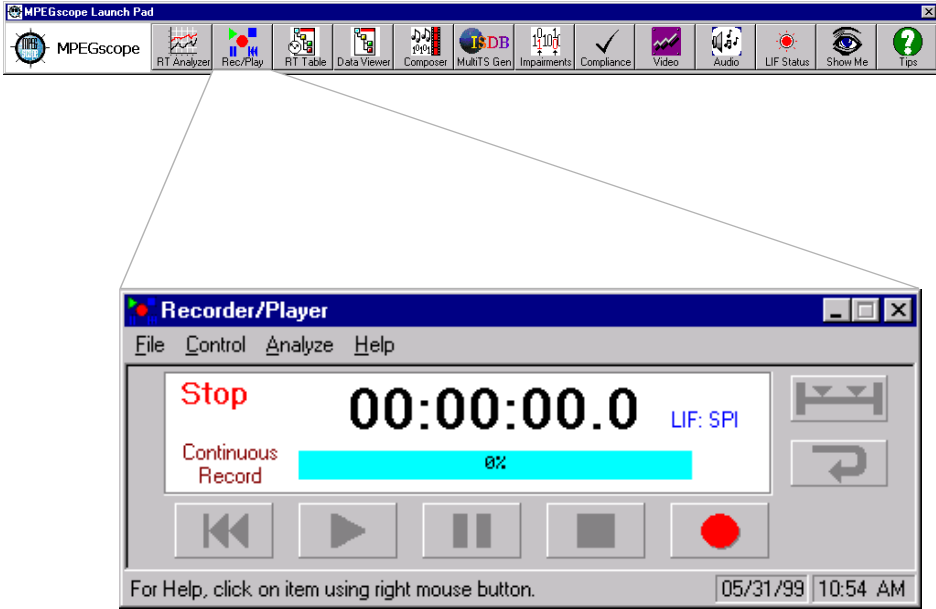 MPEGscope Launch Pad
MPEGscope
RT Analyzer Rec/Play RT Table Data Viewer Composer MultiTS Gen Impairments Compliance Video Audio LIF Status Show Me Tips
Recorder/Player
File Control Analyze Help
Stop
00:00:00.0
LIF: SPI
Continuous
Record
0%
For Help, click on item using right mouse button.
05/31/99 10:54 AM